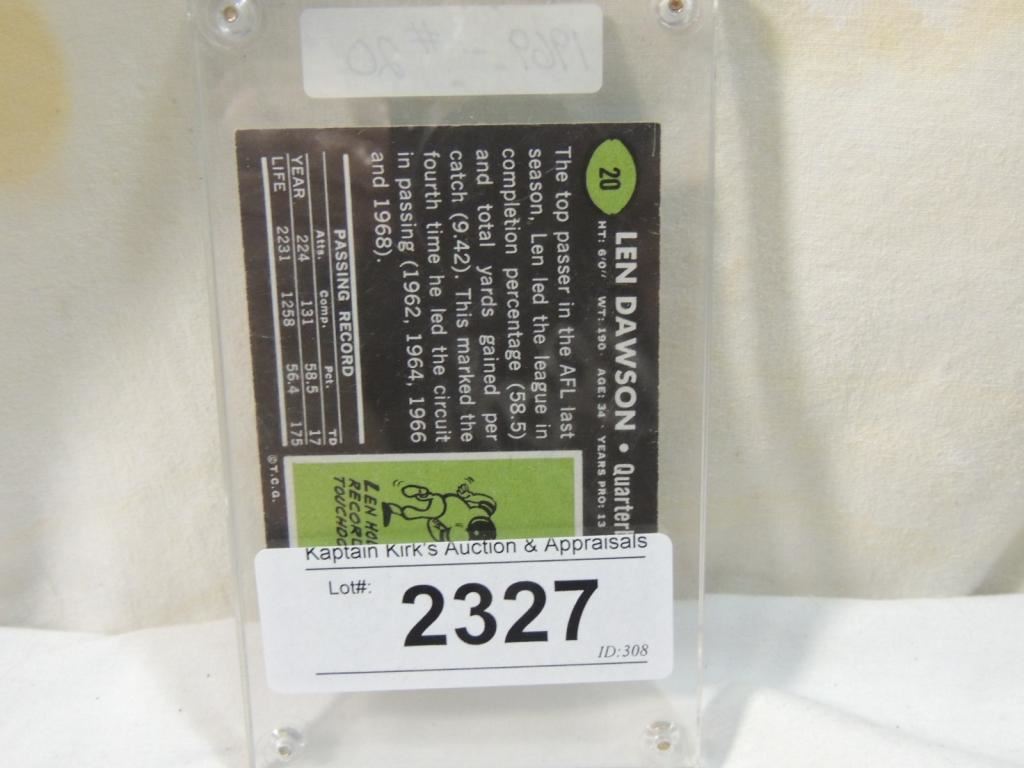 1969 - #20
20
LEN DAWSON • Quarter
HT: 6'0" WT: 190 AGE: 34 YEARS PRO: 13
The top passer in the AFL last
season, Len led the league in
completion percentage (58.5)
and total yards gained per
catch (9.42). This marked the
fourth time he led the circuit
in passing (1962, 1964, 1966
and 1968).
PASSING RECORD
Atts. Comp. Pct. TD
YEAR 224 131 58.5 17
LIFE 2231 1258 56.4 175
LEN
RECORD
©T.C.G.
Kaptain Kirk's Auction & Appraisals
Lot#: 2327
ID:308